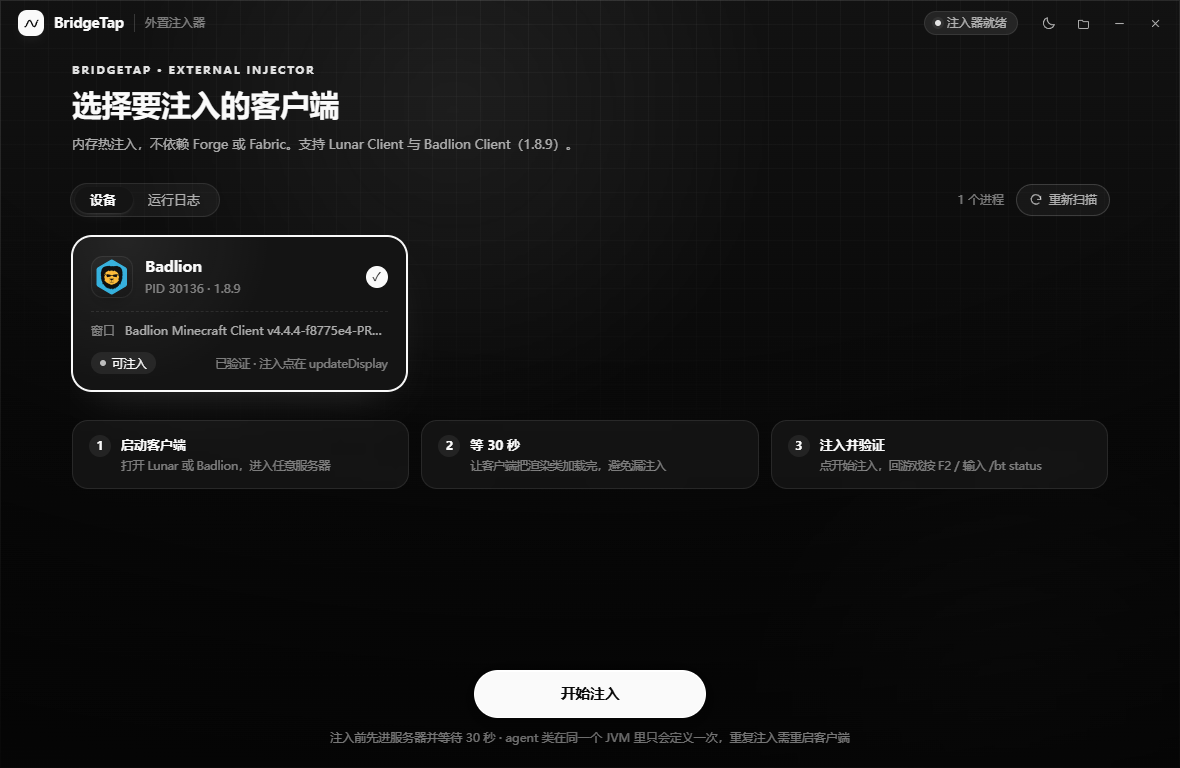 BridgeTap 外置注入器 注入器就绪
BRIDGETAP • EXTERNAL INJECTOR
选择要注入的客户端
内存热注入，不依赖 Forge 或 Fabric。支持 Lunar Client 与 Badlion Client（1.8.9）。
设备 运行日志 1 个进程 重新扫描
Badlion
PID 30136 · 1.8.9
窗口 Badlion Minecraft Client v4.4.4-f8775e4-PR...
可注入 已验证 · 注入点在 updateDisplay
1 启动客户端
打开 Lunar 或 Badlion，进入任意服务器
2 等 30 秒
让客户端把渲染类加载完，避免漏注入
3 注入并验证
点开始注入，回游戏按 F2 / 输入 /bt status
开始注入
注入前先进服务器并等待 30 秒 · agent 类在同一个 JVM 里只会定义一次，重复注入需重启客户端